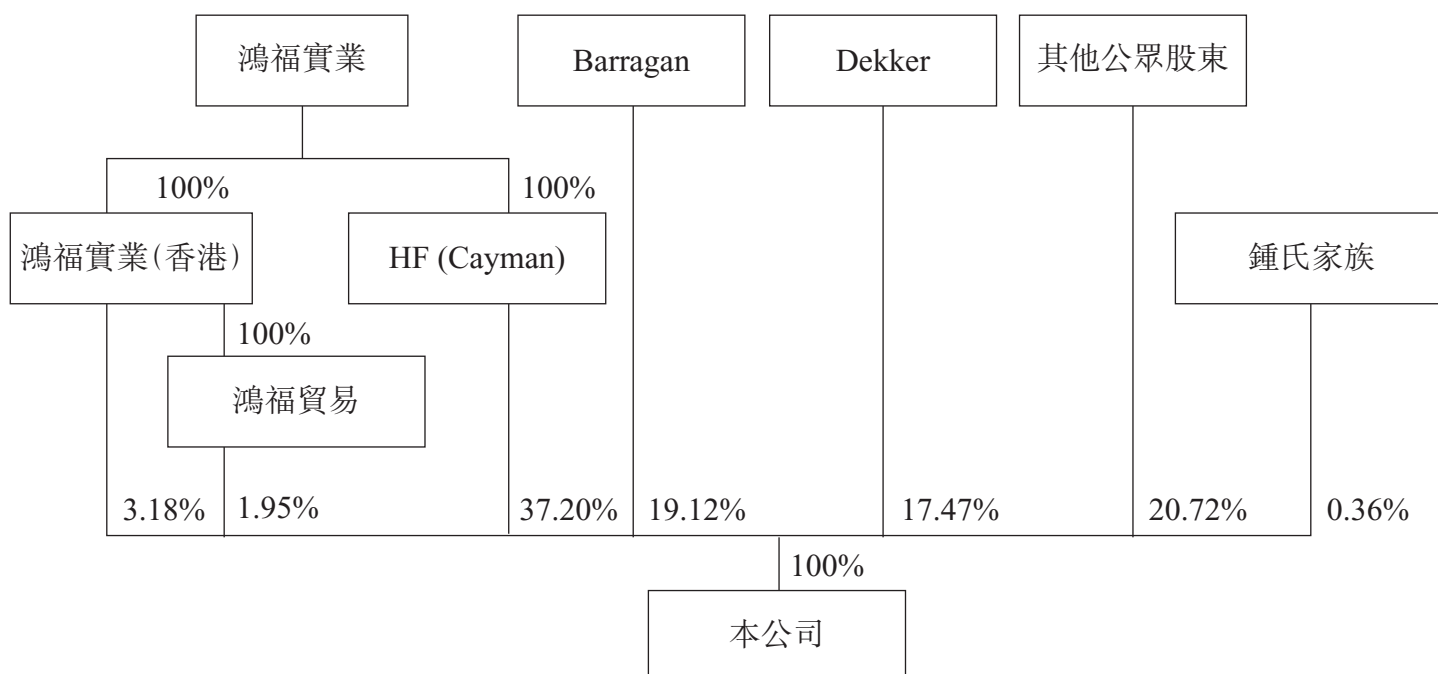 鴻福實業
Barragan
Dekker
其他公眾股東
100%
100%
鴻福實業(香港)
HF (Cayman)
鍾氏家族
100%
鴻福貿易
3.18%
1.95%
37.20%
19.12%
17.47%
20.72%
0.36%
100%
本公司